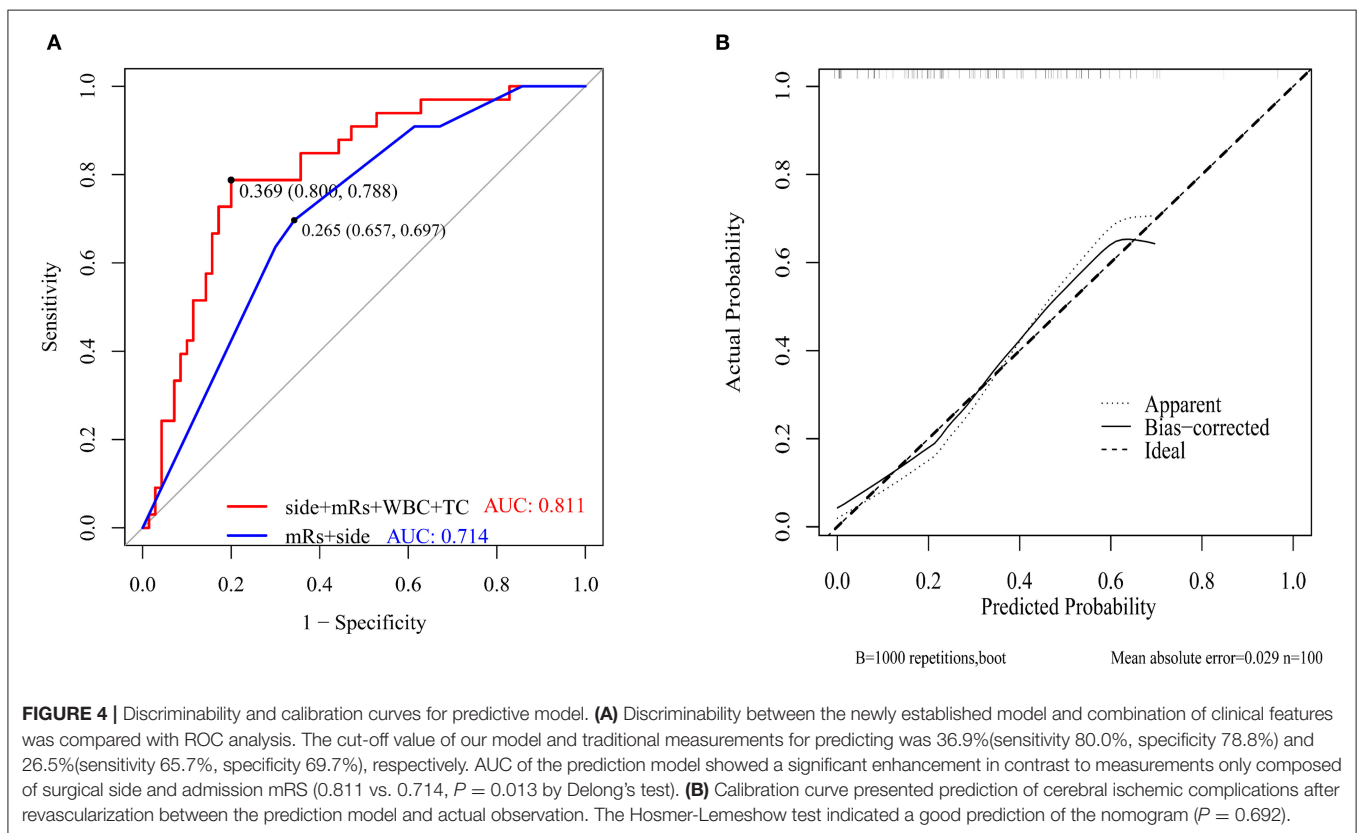 A
Sensitivity
1.0
0.8
0.6
0.4
0.2
0.0
0.369 (0.800, 0.788)
0.265 (0.657, 0.697)
side+mRs+WBC+TC AUC: 0.811
mRs+side AUC: 0.714
0.0 0.2 0.4 0.6 0.8 1.0
1 − Specificity
B
Actual Probability
1.0
0.8
0.6
0.4
0.2
0.0
Apparent
Bias-corrected
Ideal
0.0 0.2 0.4 0.6 0.8 1.0
Predicted Probability
B=1000 repetitions,boot Mean absolute error=0.029 n=100
FIGURE 4 | Discriminability and calibration curves for predictive model. (A) Discriminability between the newly established model and combination of clinical features
was compared with ROC analysis. The cut-off value of our model and traditional measurements for predicting was 36.9%(sensitivity 80.0%, specificity 78.8%) and
26.5%(sensitivity 65.7%, specificity 69.7%), respectively. AUC of the prediction model showed a significant enhancement in contrast to measurements only composed
of surgical side and admission mRS (0.811 vs. 0.714, P = 0.013 by Delong's test). (B) Calibration curve presented prediction of cerebral ischemic complications after
revascularization between the prediction model and actual observation. The Hosmer-Lemeshow test indicated a good prediction of the nomogram (P = 0.692).